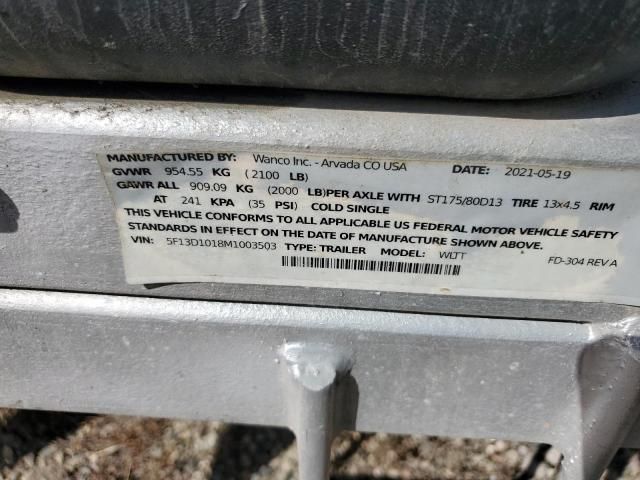 MANUFACTURED BY: Wanco Inc. - Arvada CO USA DATE: 2021-05-19
GVWR 954.55 KG (2100 LB)
GAWR ALL 909.09 KG (2000 LB)PER AXLE WITH ST175/80D13 TIRE 13x4.5 RIM
AT 241 KPA (35 PSI) COLD SINGLE
THIS VEHICLE CONFORMS TO ALL APPLICABLE US FEDERAL MOTOR VEHICLE SAFETY
STANDARDS IN EFFECT ON THE DATE OF MANUFACTURE SHOWN ABOVE.
VIN: 5F13D1018M1003503 TYPE: TRAILER MODEL: WLTT
FD-304 REV A